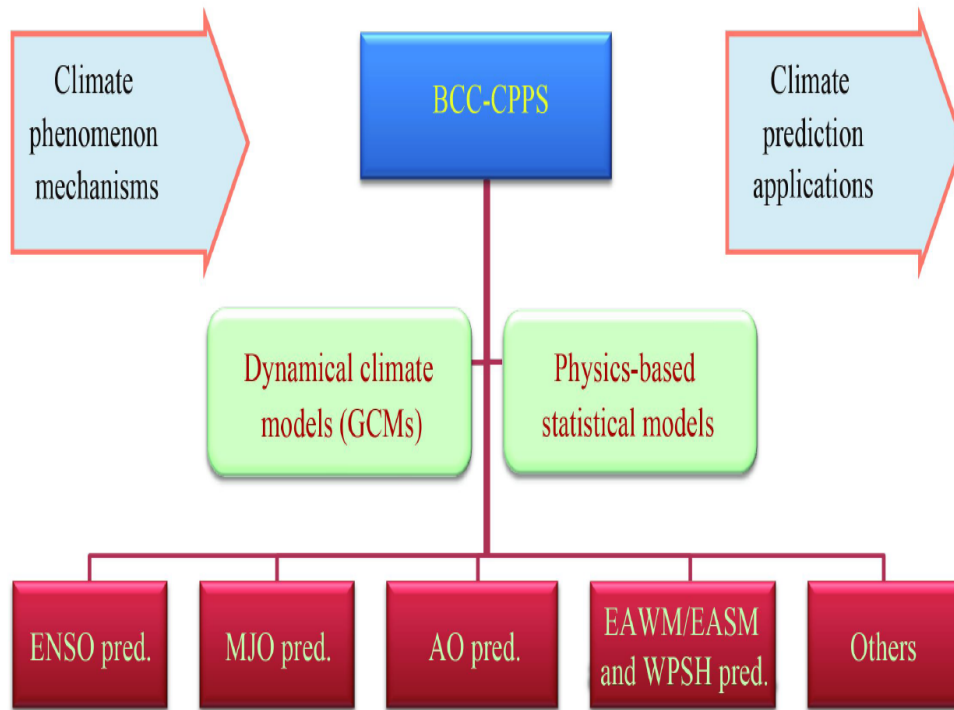 Climate
phenomenon
mechanisms
BCC-CPPS
Climate
prediction
applications
Dynamical climate
models (GCMs)
Physics-based
statistical models
ENSO pred.
MJO pred.
AO pred.
EAWM/EASM
and WPSH pred.
Others